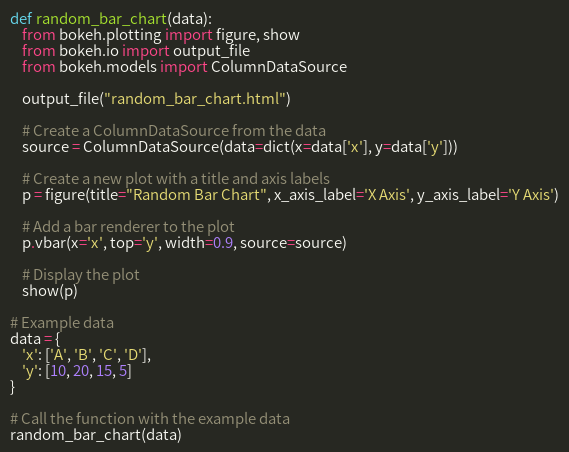 def random_bar_chart(data):
    from bokeh.plotting import figure, show
    from bokeh.io import output_file
    from bokeh.models import ColumnDataSource

    output_file("random_bar_chart.html")

    # Create a ColumnDataSource from the data
    source = ColumnDataSource(data=dict(x=data['x'], y=data['y']))

    # Create a new plot with a title and axis labels
    p = figure(title="Random Bar Chart", x_axis_label='X Axis', y_axis_label='Y Axis')

    # Add a bar renderer to the plot
    p.vbar(x='x', top='y', width=0.9, source=source)

    # Display the plot
    show(p)

# Example data
data = {
    'x': ['A', 'B', 'C', 'D'],
    'y': [10, 20, 15, 5]
}

# Call the function with the example data
random_bar_chart(data)